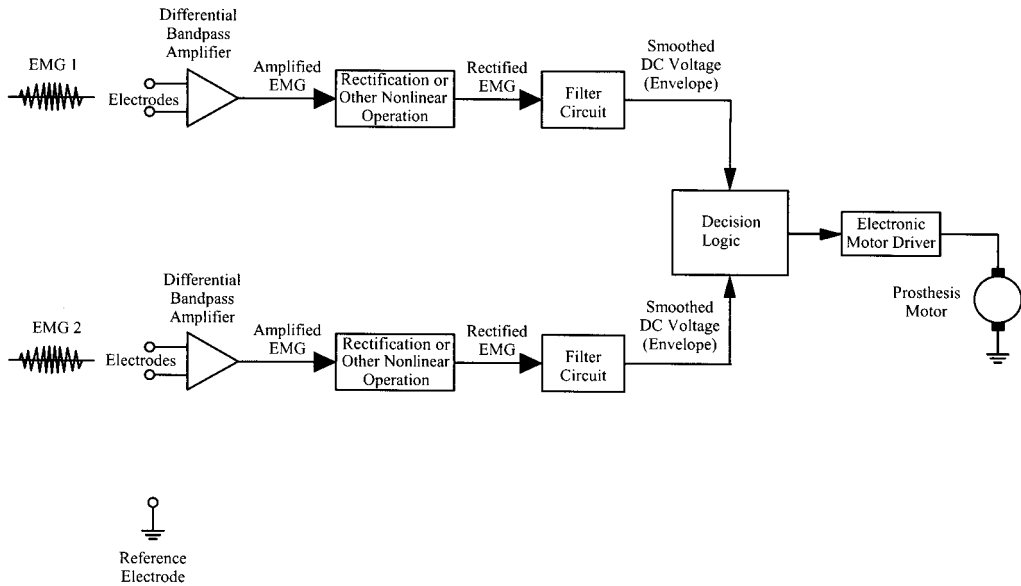 Differential
Bandpass
Amplifier
EMG 1
Electrodes
Amplified
EMG
Rectification or
Other Nonlinear
Operation
Rectified
EMG
Filter
Circuit
Smoothed
DC Voltage
(Envelope)
Decision
Logic
Electronic
Motor Driver
Prosthesis
Motor
Differential
Bandpass
Amplifier
EMG 2
Electrodes
Amplified
EMG
Rectification or
Other Nonlinear
Operation
Rectified
EMG
Filter
Circuit
Smoothed
DC Voltage
(Envelope)
Reference
Electrode